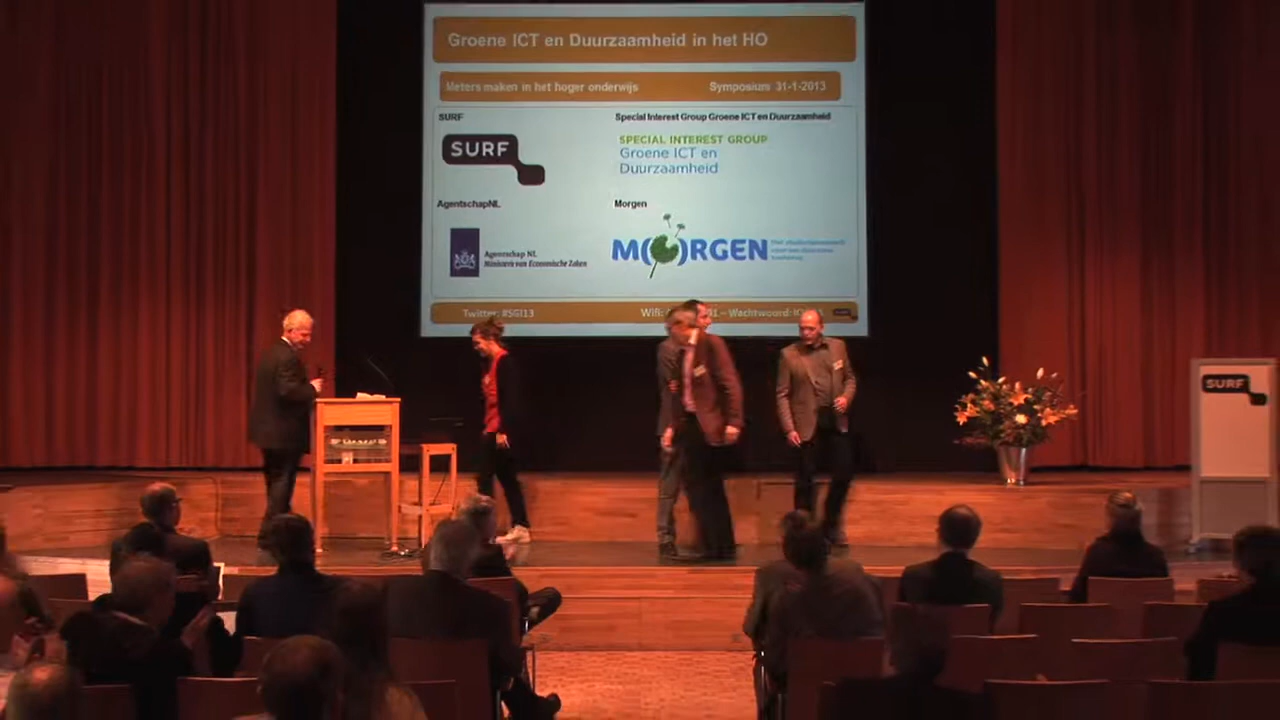 Groene ICT en Duurzaamheid in het HO
Meters maken in het hoger onderwijs
Symposium 31-1-2013
SURF
Special Interest Group Groene ICT en Duurzaamheid
SURF
SPECIAL INTEREST GROUP
Groene ICT en
Duurzaamheid
AgentschapNL
Morgen
Agentschap NL
Ministerie van Economische Zaken
MORGEN
Twitter: #SGI13
Wifi:
– Wachtwoord:
SURF